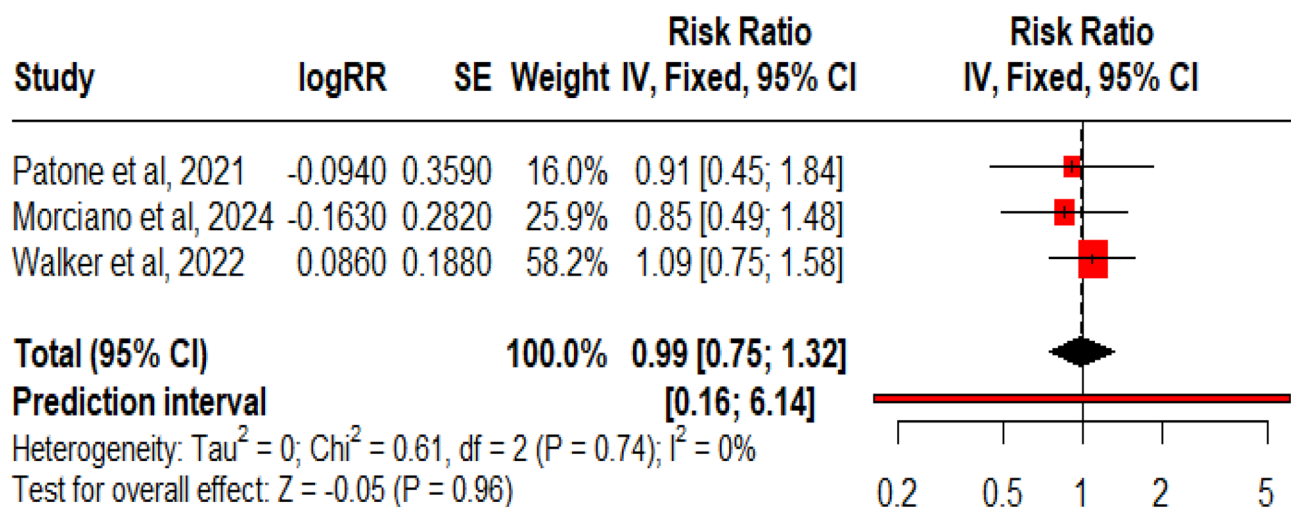 Risk Ratio Risk Ratio
Study logRR SE Weight IV, Fixed, 95% CI IV, Fixed, 95% CI
Patone et al, 2021 -0.0940 0.3590 16.0% 0.91 [0.45; 1.84]
Morciano et al, 2024 -0.1630 0.2820 25.9% 0.85 [0.49; 1.48]
Walker et al, 2022 0.0860 0.1880 58.2% 1.09 [0.75; 1.58]
Total (95% CI) 100.0% 0.99 [0.75; 1.32]
Prediction interval [0.16; 6.14]
Heterogeneity: Tau² = 0; Chi² = 0.61, df = 2 (P = 0.74); I² = 0%
Test for overall effect: Z = -0.05 (P = 0.96)
0.2 0.5 1 2 5